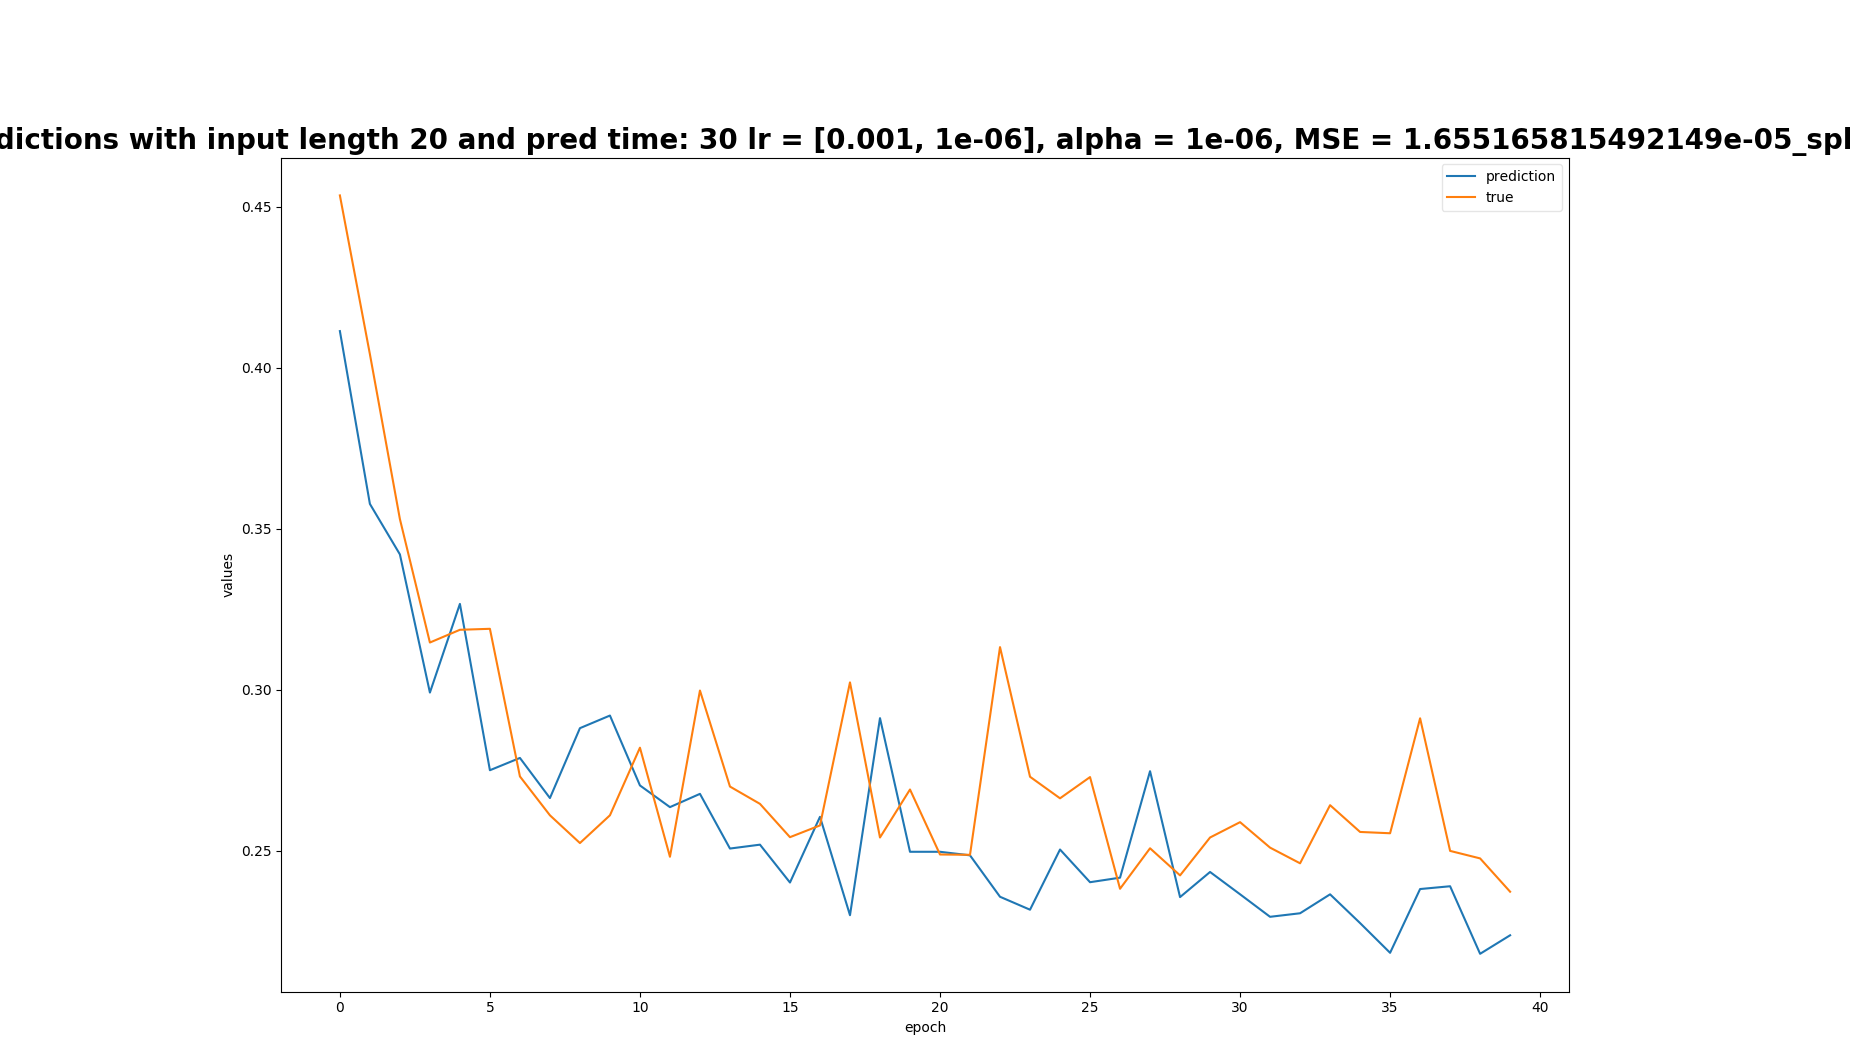 dictions with input length 20 and pred time: 30 lr = [0.001, 1e-06], alpha = 1e-06, MSE = 1.655165815492149e-05_spl
prediction
true
0.45
0.40
0.35
0.30
0.25
values
0 5 10 15 20 25 30 35 40
epoch